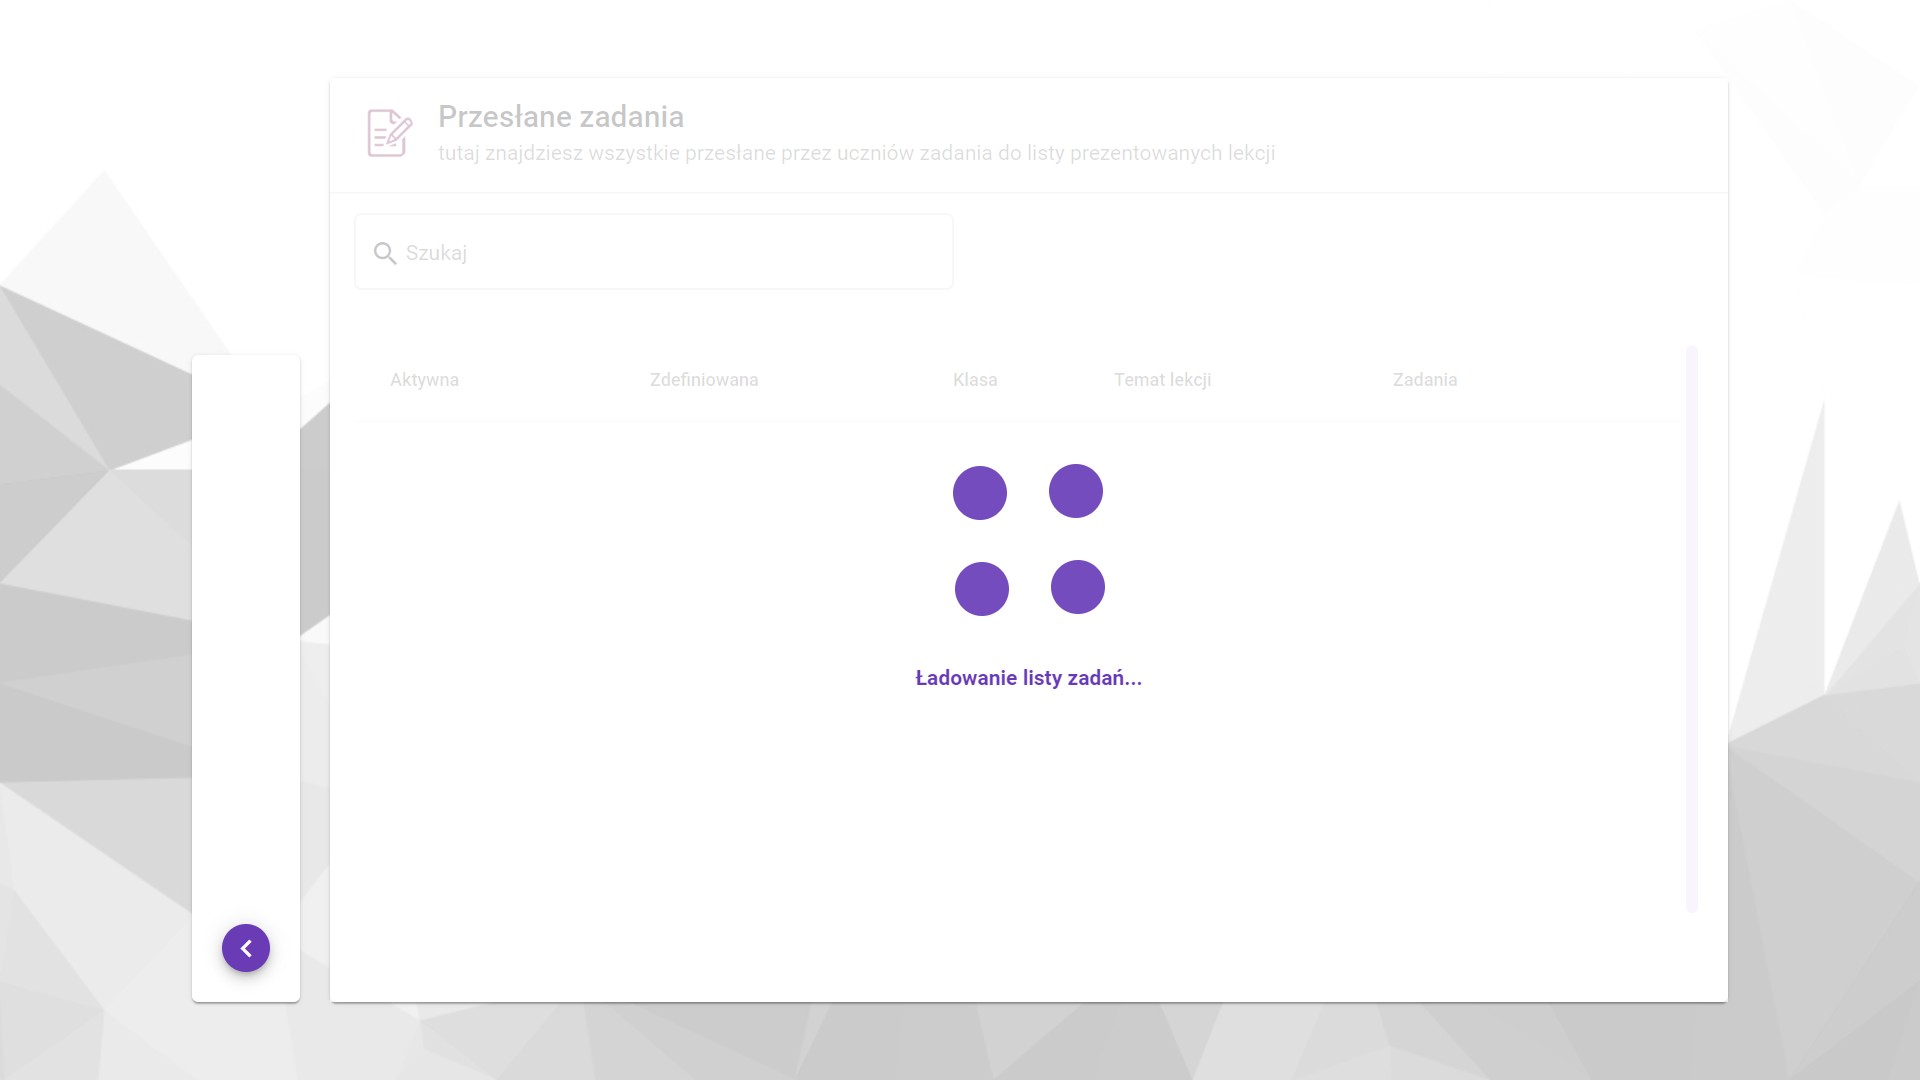 Przesłane zadania
tutaj znajdziesz wszystkie przesłane przez uczniów zadania do listy prezentowanych lekcji
Szukaj
Aktywna Zdefiniowana Klasa Temat lekcji Zadania
Ładowanie listy zadań...